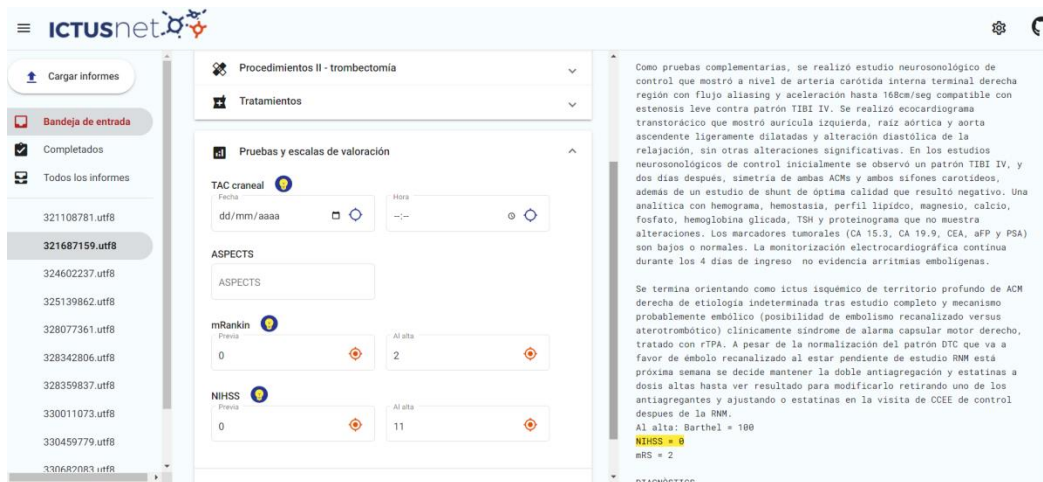 ICTUSnet
Cargar informes
Bandeja de entrada
Completados
Todos los informes
321108781.utf8
321687159.utf8
324602237.utf8
325139862.utf8
328077361.utf8
328342806.utf8
328359837.utf8
330011073.utf8
330459779.utf8
330682083.utf8
Procedimientos II - trombectomía
Tratamientos
Pruebas y escalas de valoración
TAC craneal
Fecha
dd/mm/aaaa
Hora
--:--
ASPECTS
ASPECTS
mRankin
Previa
0
Al alta
2
NIHSS
Previa
0
Al alta
11
Como pruebas complementarias, se realizó estudio neurosonológico de
control que mostró a nivel de arteria carótida interna terminal derecha
región con flujo aliasing y aceleración hasta 168cm/seg compatible con
estenosis leve contra patrón TIBI IV. Se realizó ecocardiograma
transtorácico que mostró aurícula izquierda, raíz aórtica y aorta
ascendente ligeramente dilatadas y alteración diastólica de la
relajación, sin otras alteraciones significativas. En los estudios
neurosonológicos de control inicialmente se observó un patrón TIBI IV, y
dos días después, simetría de ambas ACMs y ambos sifones carotídeos,
además de un estudio de shunt de óptima calidad que resultó negativo. Una
analítica con hemograma, hemostasia, perfil lipídco, magnesio, calcio,
fosfato, hemoglobina glicada, TSH y proteinograma que no muestra
alteraciones. Los marcadores tumorales (CA 15.3, CA 19.9, CEA, aFP y PSA)
son bajos o normales. La monitorización electrocardiográfica contínua
durante los 4 días de ingreso  no evidencia arritmias embolígenas.
Se termina orientando como ictus isquémico de territorio profundo de ACM
derecha de etiología indeterminada tras estudio completo y mecanismo
probablemente embólico (posibilidad de embolismo recanalizado versus
aterotrombótico) clínicamente síndrome de alarma capsular motor derecho,
tratado con rTPA. A pesar de la normalización del patrón DTC que va a
favor de émbolo recanalizado al estar pendiente de estudio RNM está
próxima semana se decide mantener la doble antiagregación y estatinas a
dosis altas hasta ver resultado para modificarlo retirando uno de los
antiagregantes y ajustando o estatinas en la visita de CCEE de control
despues de la RNM.
Al alta: Barthel = 100
NIHSS = 0
mRS = 2
DIAGNÒSTICS